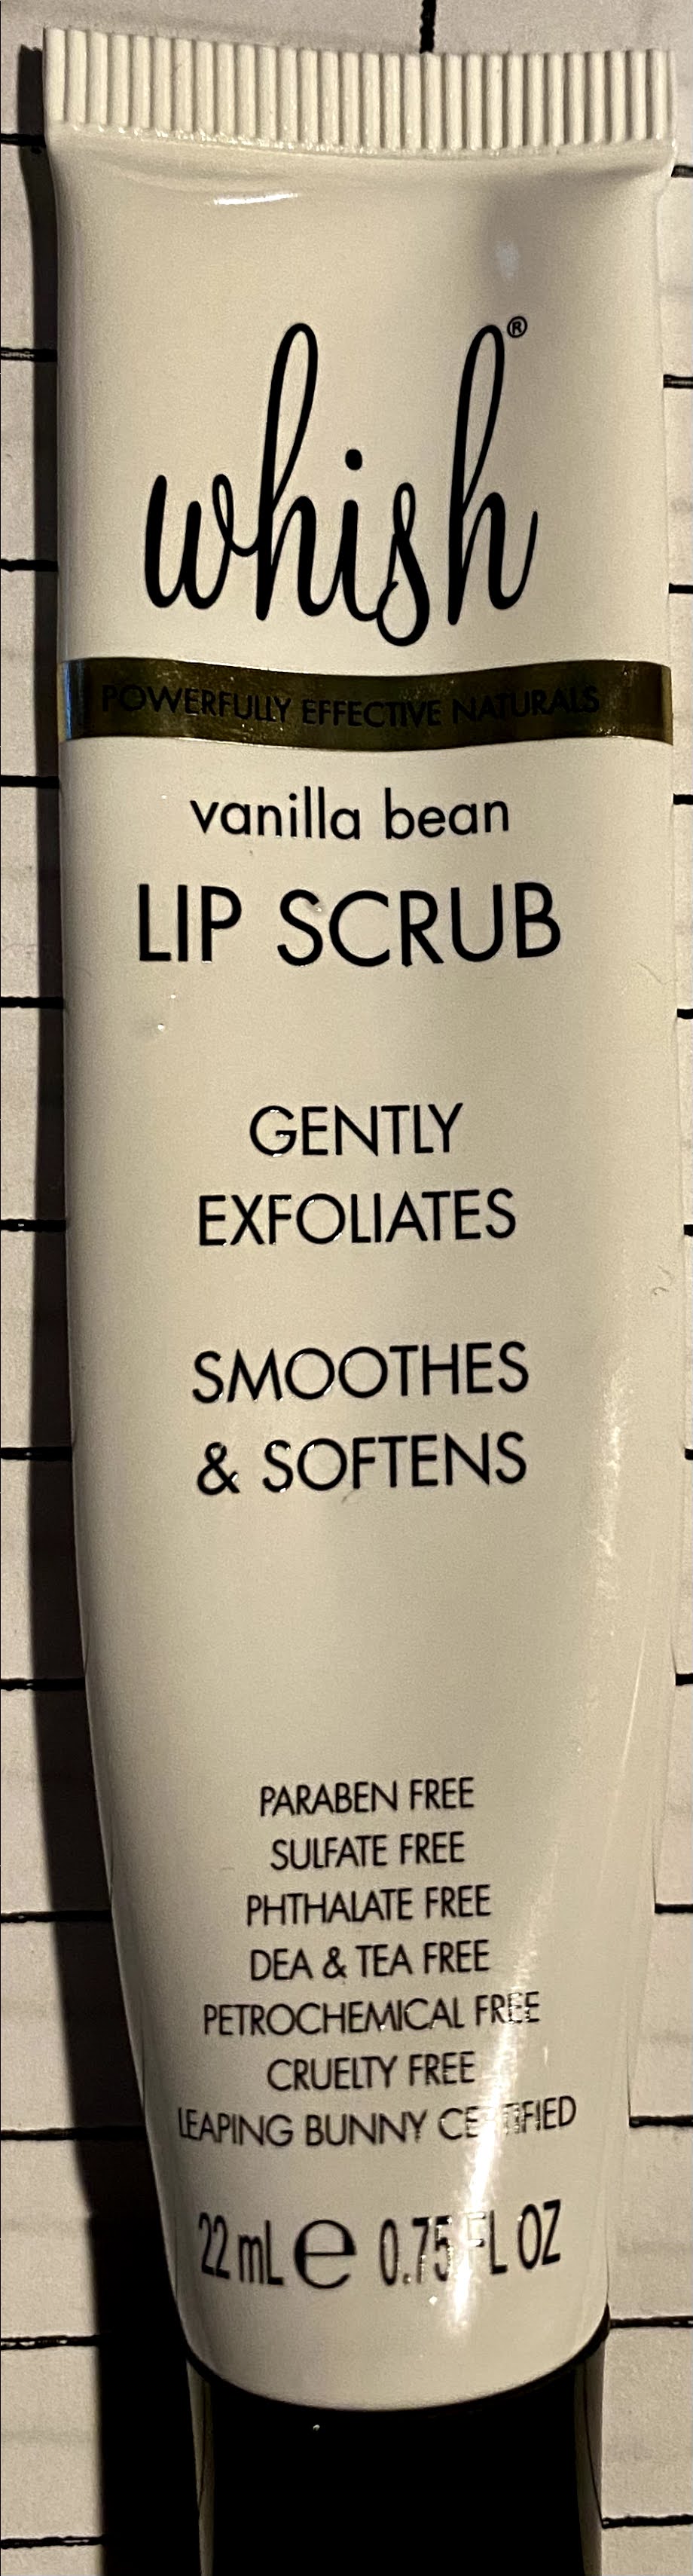 whish®
POWERFULLY EFFECTIVE NATURALS
vanilla bean
LIP SCRUB
GENTLY
EXFOLIATES
SMOOTHES
& SOFTENS
PARABEN FREE
SULFATE FREE
PHTHALATE FREE
DEA & TEA FREE
PETROCHEMICAL FREE
CRUELTY FREE
LEAPING BUNNY CERTIFIED
22 mL ℮ 0.75 FL OZ